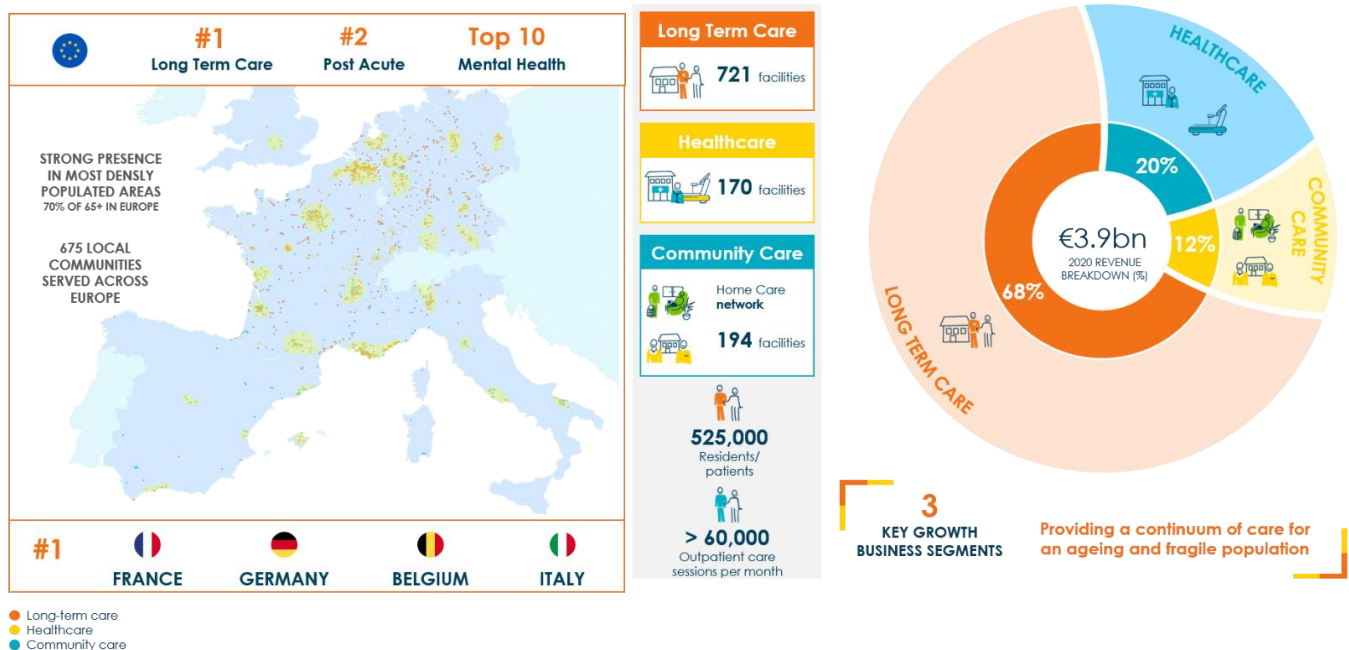 #1
Long Term Care
#2
Post Acute
Top 10
Mental Health
STRONG PRESENCE
IN MOST DENSLY
POPULATED AREAS
70% OF 65+ IN EUROPE
675 LOCAL
COMMUNITIES
SERVED ACROSS
EUROPE
#1
FRANCE
GERMANY
BELGIUM
ITALY
Long-term care
Healthcare
Community care
Long Term Care
721 facilities
Healthcare
170 facilities
Community Care
Home Care
network
194 facilities
525,000
Residents/
patients
> 60,000
Outpatient care
sessions per month
HEALTHCARE
COMMUNITY
CARE
LONG TERM CARE
20%
12%
68%
€3.9bn
2020 REVENUE
BREAKDOWN (%)
3
KEY GROWTH
BUSINESS SEGMENTS
Providing a continuum of care for
an ageing and fragile population